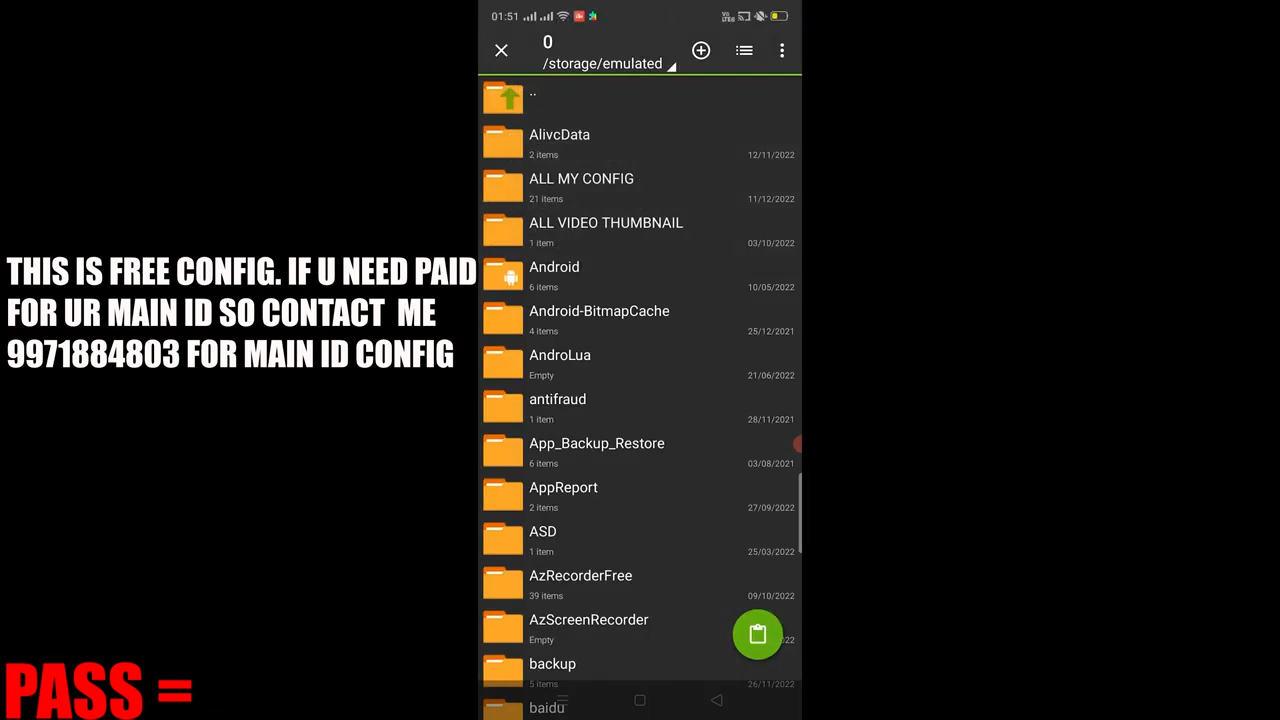 01:51
0
/storage/emulated
..
AlivcData
2 items
12/11/2022
ALL MY CONFIG
21 items
11/12/2022
ALL VIDEO THUMBNAIL
1 item
03/10/2022
Android
6 items
10/05/2022
Android-BitmapCache
4 items
25/12/2021
AndroLua
Empty
21/06/2022
antifraud
1 item
28/11/2021
App_Backup_Restore
6 items
03/08/2021
AppReport
2 items
27/09/2022
ASD
1 item
25/03/2022
AzRecorderFree
39 items
09/10/2022
AzScreenRecorder
Empty
backup
5 items
26/11/2022
baidu
THIS IS FREE CONFIG. IF U NEED PAID
FOR UR MAIN ID SO CONTACT ME
9971884803 FOR MAIN ID CONFIG
PASS =